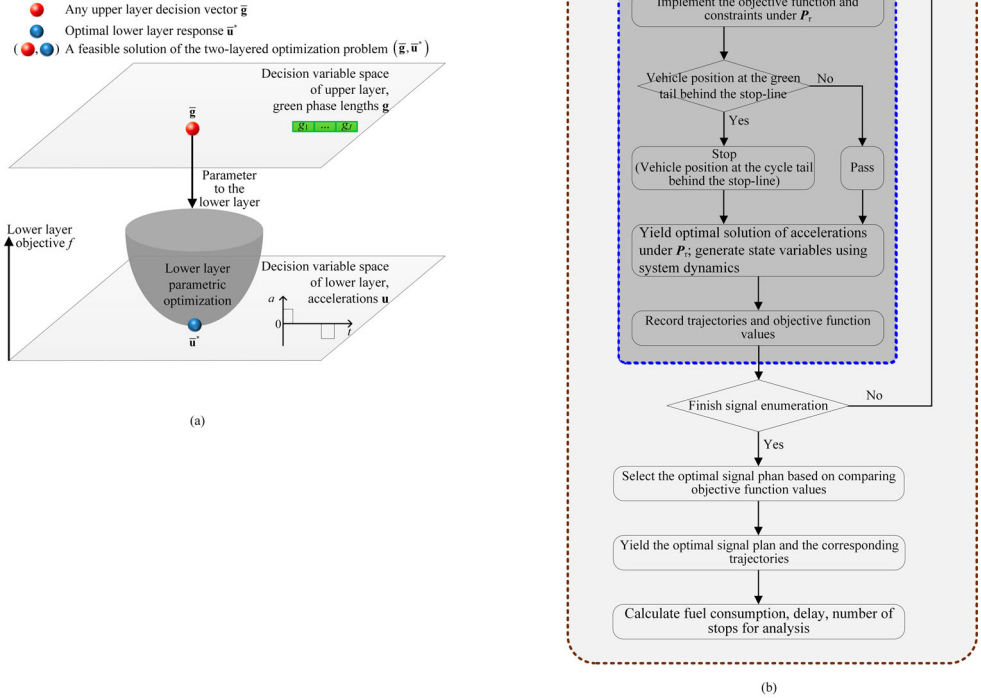 Any upper layer decision vector g̅
Optimal lower layer response u̅*
( , ) A feasible solution of the two-layered optimization problem (g̅, u̅*)
Decision variable space
of upper layer,
green phase lengths g
g̅
g₁ ... gJ
Parameter
to the
lower layer
Lower layer
objective f
Lower layer
parametric
optimization
Decision variable space
of lower layer,
accelerations u
a
0
t
u̅*
(a)
Implement the objective function and
constraints under Pr
Vehicle position at the green
tail behind the stop-line
No
Yes
Stop
(Vehicle position at the cycle tail
behind the stop-line)
Pass
Yield optimal solution of accelerations
under Pr; generate state variables using
system dynamics
Record trajectories and objective function
values
Finish signal enumeration
No
Yes
Select the optimal signal phan based on comparing
objective function values
Yield the optimal signal plan and the corresponding
trajectories
Calculate fuel consumption, delay, number of
stops for analysis
(b)